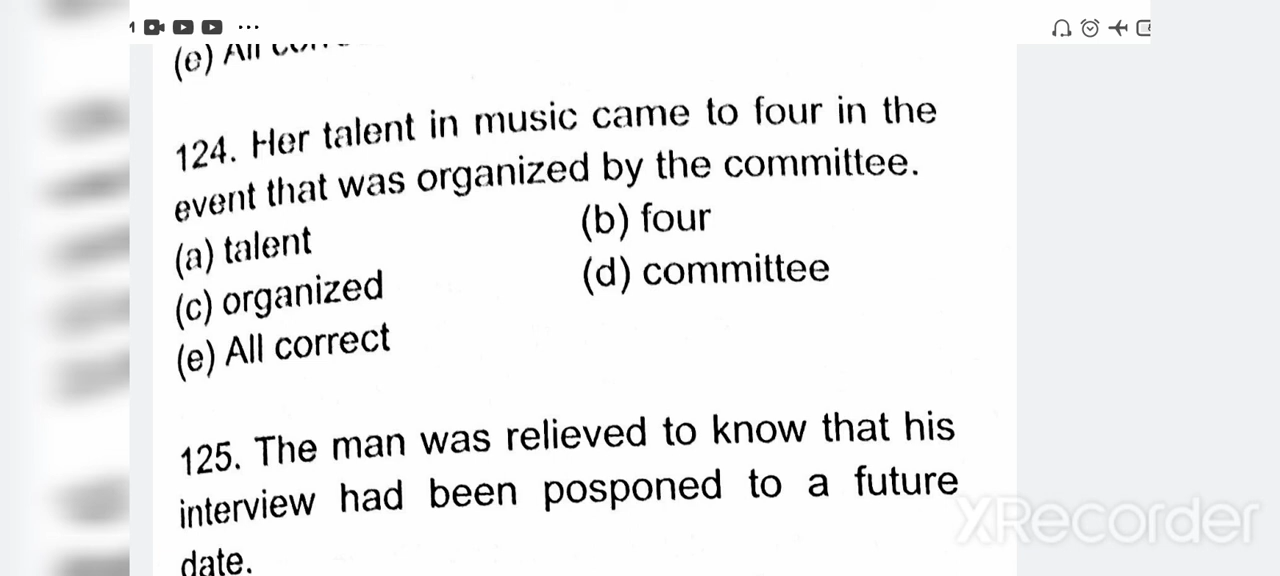 (e) All
124. Her talent in music came to four in the
event that was organized by the committee.
(a) talent (b) four
(c) organized (d) committee
(e) All correct
125. The man was relieved to know that his
interview had been posponed to a future
date.
XRecorder